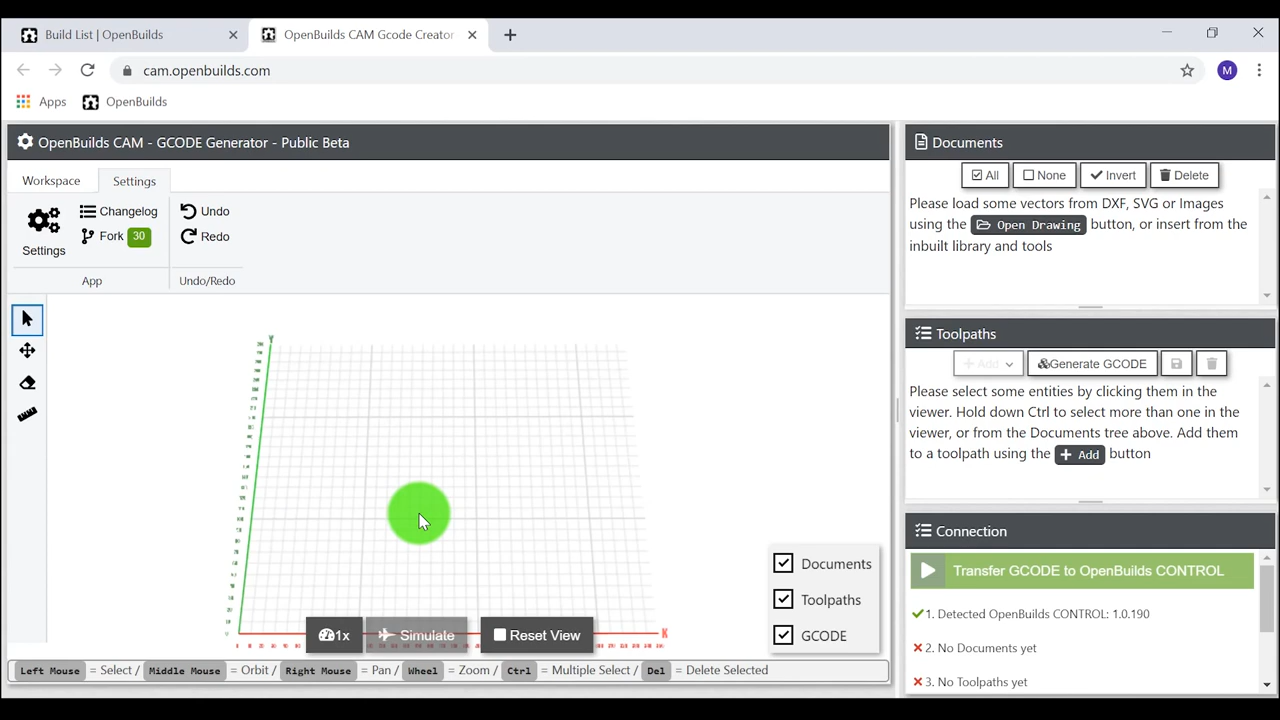 Build List | OpenBuilds
OpenBuilds CAM Gcode Creator
M
cam.openbuilds.com
Apps
OpenBuilds
OpenBuilds CAM - GCODE Generator - Public Beta
Workspace
Settings
Settings
Changelog
Fork 30
App
Undo
Redo
Undo/Redo
Y
X
1x
Simulate
Reset View
Documents
Toolpaths
GCODE
Left Mouse = Select / Middle Mouse = Orbit / Right Mouse = Pan / Wheel = Zoom / Ctrl = Multiple Select / Del = Delete Selected
Documents
All
None
Invert
Delete
Please load some vectors from DXF, SVG or Images
using the Open Drawing button, or insert from the
inbuilt library and tools
Toolpaths
+ Add
Generate GCODE
Please select some entities by clicking them in the
viewer. Hold down Ctrl to select more than one in the
viewer, or from the Documents tree above. Add them
to a toolpath using the + Add button
Connection
Transfer GCODE to OpenBuilds CONTROL
1. Detected OpenBuilds CONTROL: 1.0.190
2. No Documents yet
3. No Toolpaths yet